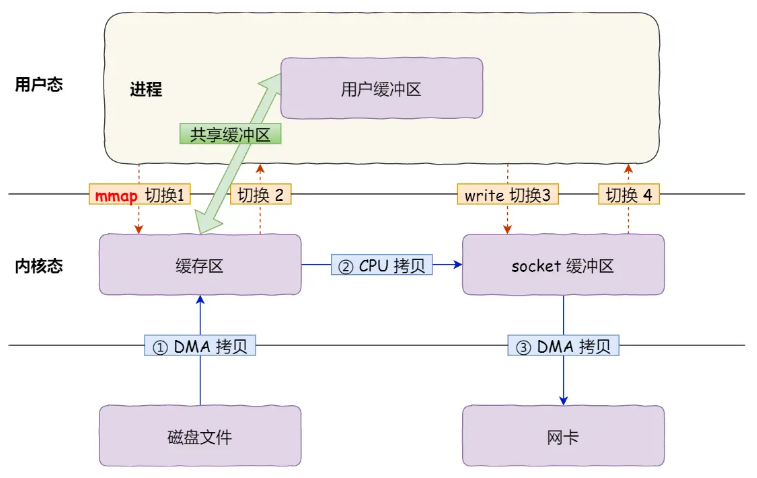 用户态
进程
用户缓冲区
共享缓冲区
mmap 切换1
切换 2
write 切换3
切换 4
内核态
缓存区
② CPU 拷贝
socket 缓冲区
① DMA 拷贝
③ DMA 拷贝
磁盘文件
网卡